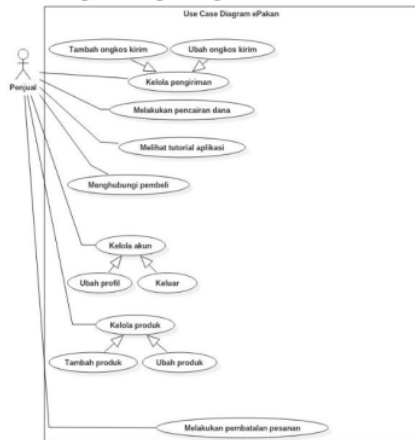 Use Case Diagram ePakan
Tambah ongkos kirim
Ubah ongkos kirim
Kelola pengiriman
Penjual
Melakukan pencairan dana
Melihat tutorial aplikasi
Menghubungi pembeli
Kelola akun
Ubah profil
Keluar
Kelola produk
Tambah produk
Ubah produk
Melakukan pembatalan pesanan